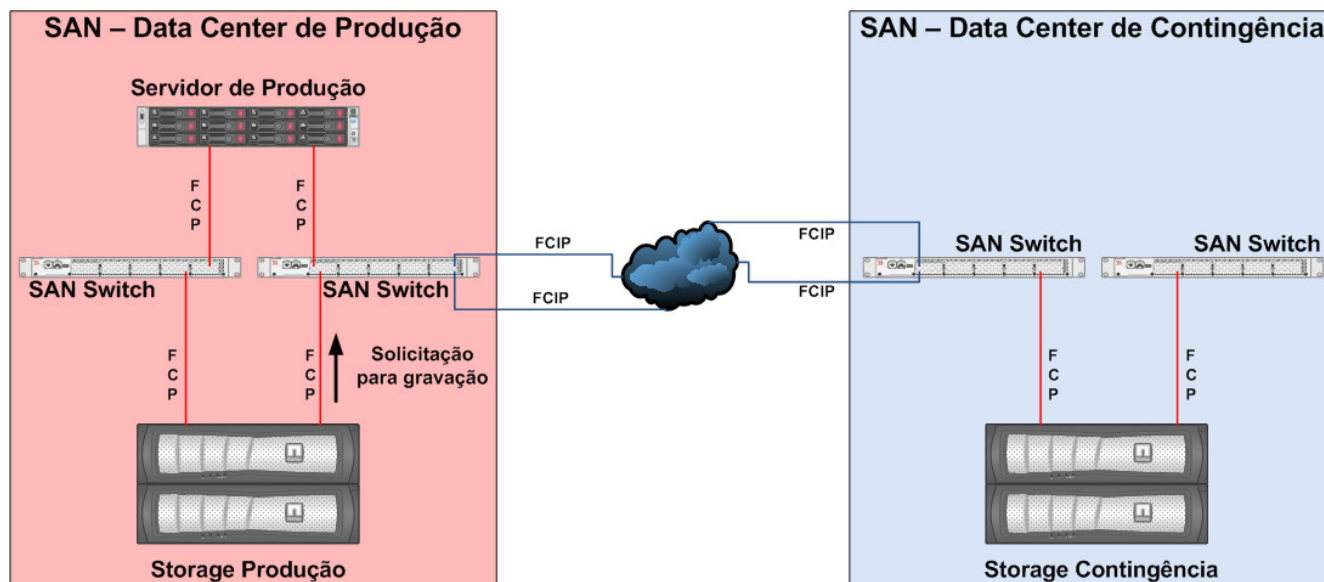 SAN – Data Center de Produção
SAN – Data Center de Contingência
Servidor de Produção
F
C
P
F
C
P
FCIP
FCIP
FCIP
FCIP
SAN Switch
SAN Switch
SAN Switch
SAN Switch
F
C
P
F
C
P
Solicitação
para gravação
F
C
P
F
C
P
Storage Produção
Storage Contingência